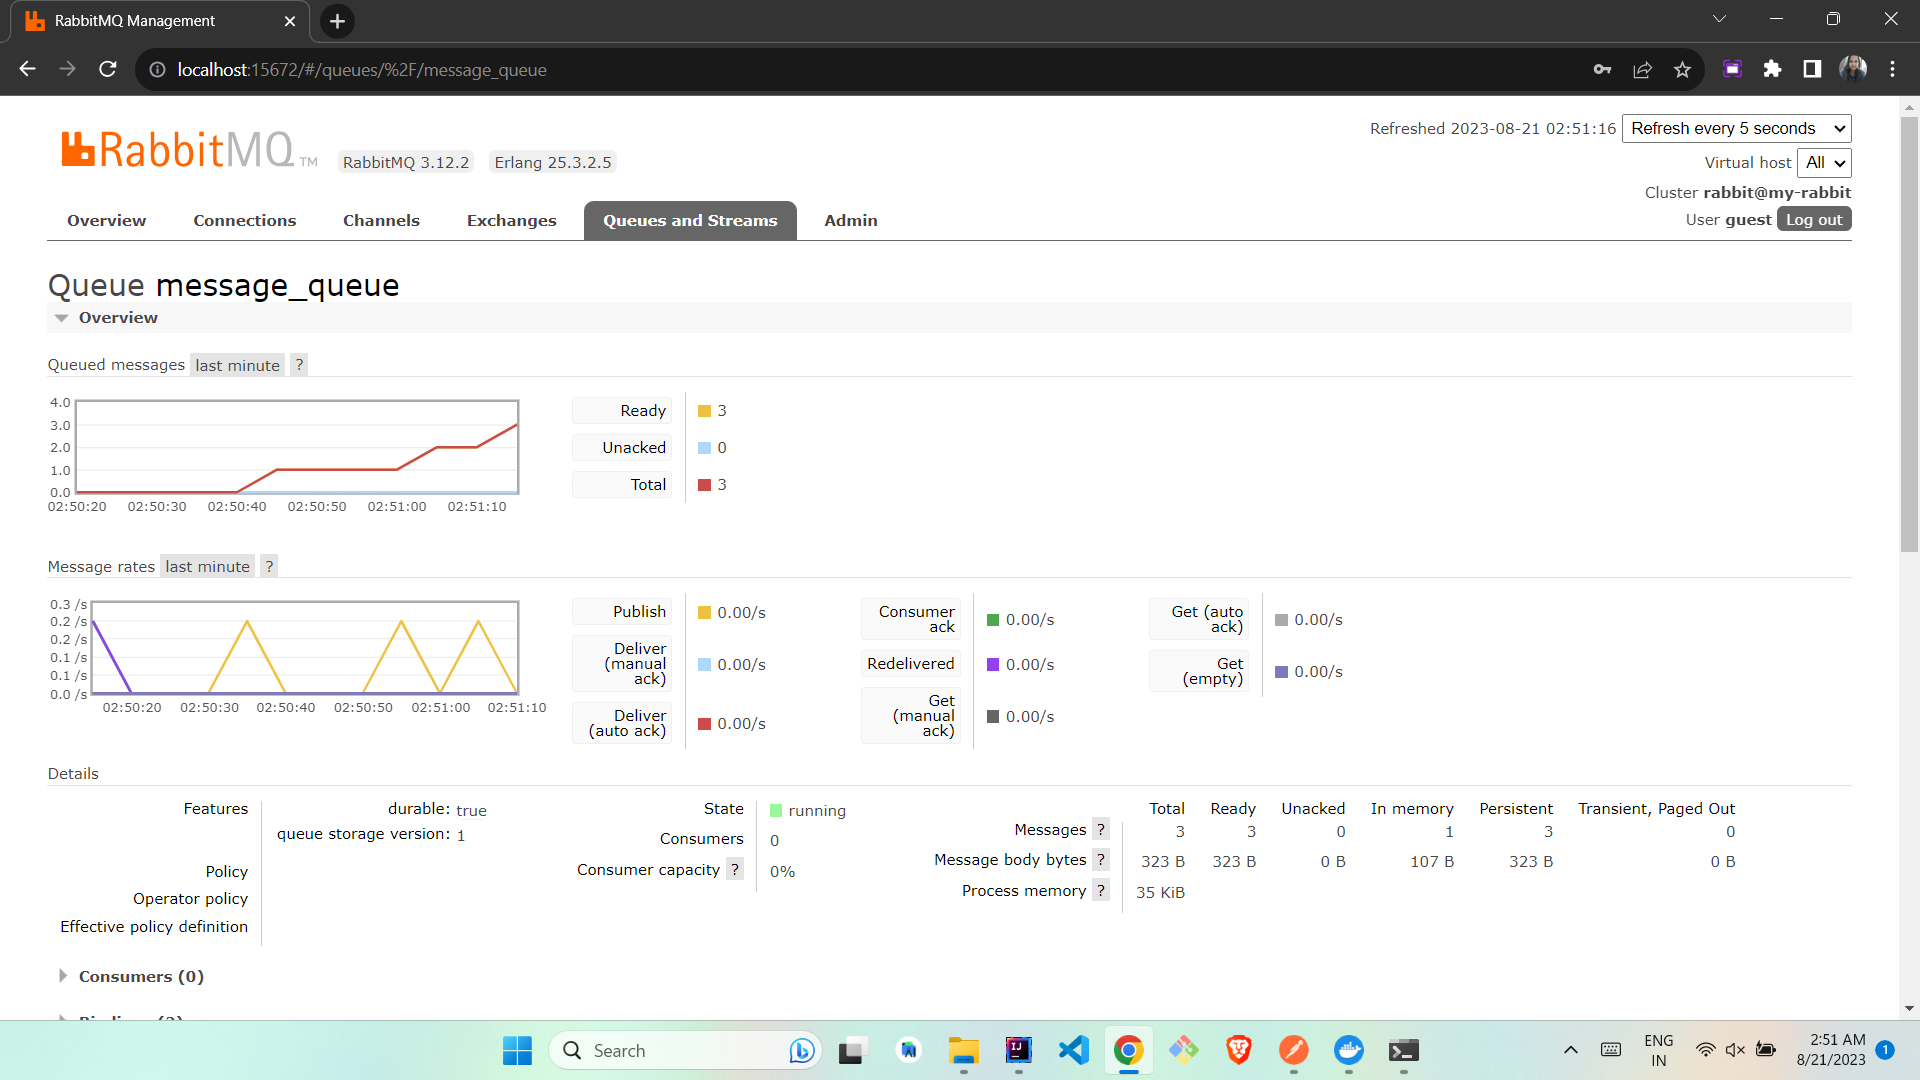 RabbitMQ Management
localhost:15672/#/queues/%2F/message_queue
RabbitMQ TM
RabbitMQ 3.12.2
Erlang 25.3.2.5
Refreshed 2023-08-21 02:51:16
Refresh every 5 seconds
Virtual host
All
Cluster rabbit@my-rabbit
User guest
Log out
Overview
Connections
Channels
Exchanges
Queues and Streams
Admin
Queue message_queue
Overview
Queued messages last minute ?
4.0
3.0
2.0
1.0
0.0
02:50:20 02:50:30 02:50:40 02:50:50 02:51:00 02:51:10
Ready 3
Unacked 0
Total 3
Message rates last minute ?
0.3 /s
0.2 /s
0.2 /s
0.1 /s
0.1 /s
0.0 /s
02:50:20 02:50:30 02:50:40 02:50:50 02:51:00 02:51:10
Publish 0.00/s
Deliver
(manual
ack)
0.00/s
Deliver
(auto ack)
0.00/s
Consumer
ack
0.00/s
Redelivered 0.00/s
Get
(manual
ack)
0.00/s
Get (auto
ack)
0.00/s
Get
(empty)
0.00/s
Details
Features
durable: true
queue storage version: 1
Policy
Operator policy
Effective policy definition
State running
Consumers 0
Consumer capacity ? 0%
Total Ready Unacked In memory Persistent Transient, Paged Out
Messages ? 3 3 0 1 3 0
Message body bytes ? 323 B 323 B 0 B 107 B 323 B 0 B
Process memory ? 35 KiB
Consumers (0)
Search
ENG
IN
2:51 AM
8/21/2023
1